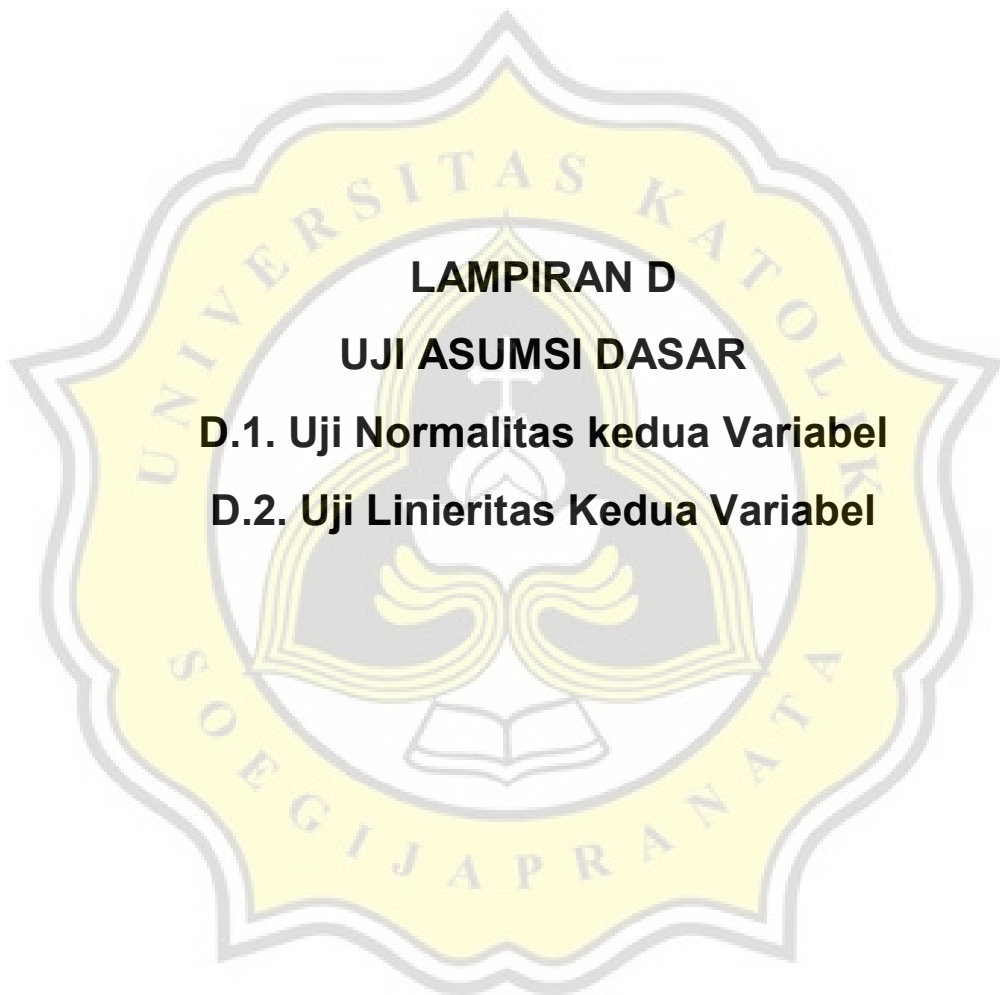 UNIVERSITAS KATOLIK
LAMPIRAN D
UJI ASUMSI DASAR
D.1. Uji Normalitas kedua Variabel
D.2. Uji Linieritas Kedua Variabel
SOEGIJAPRANATA